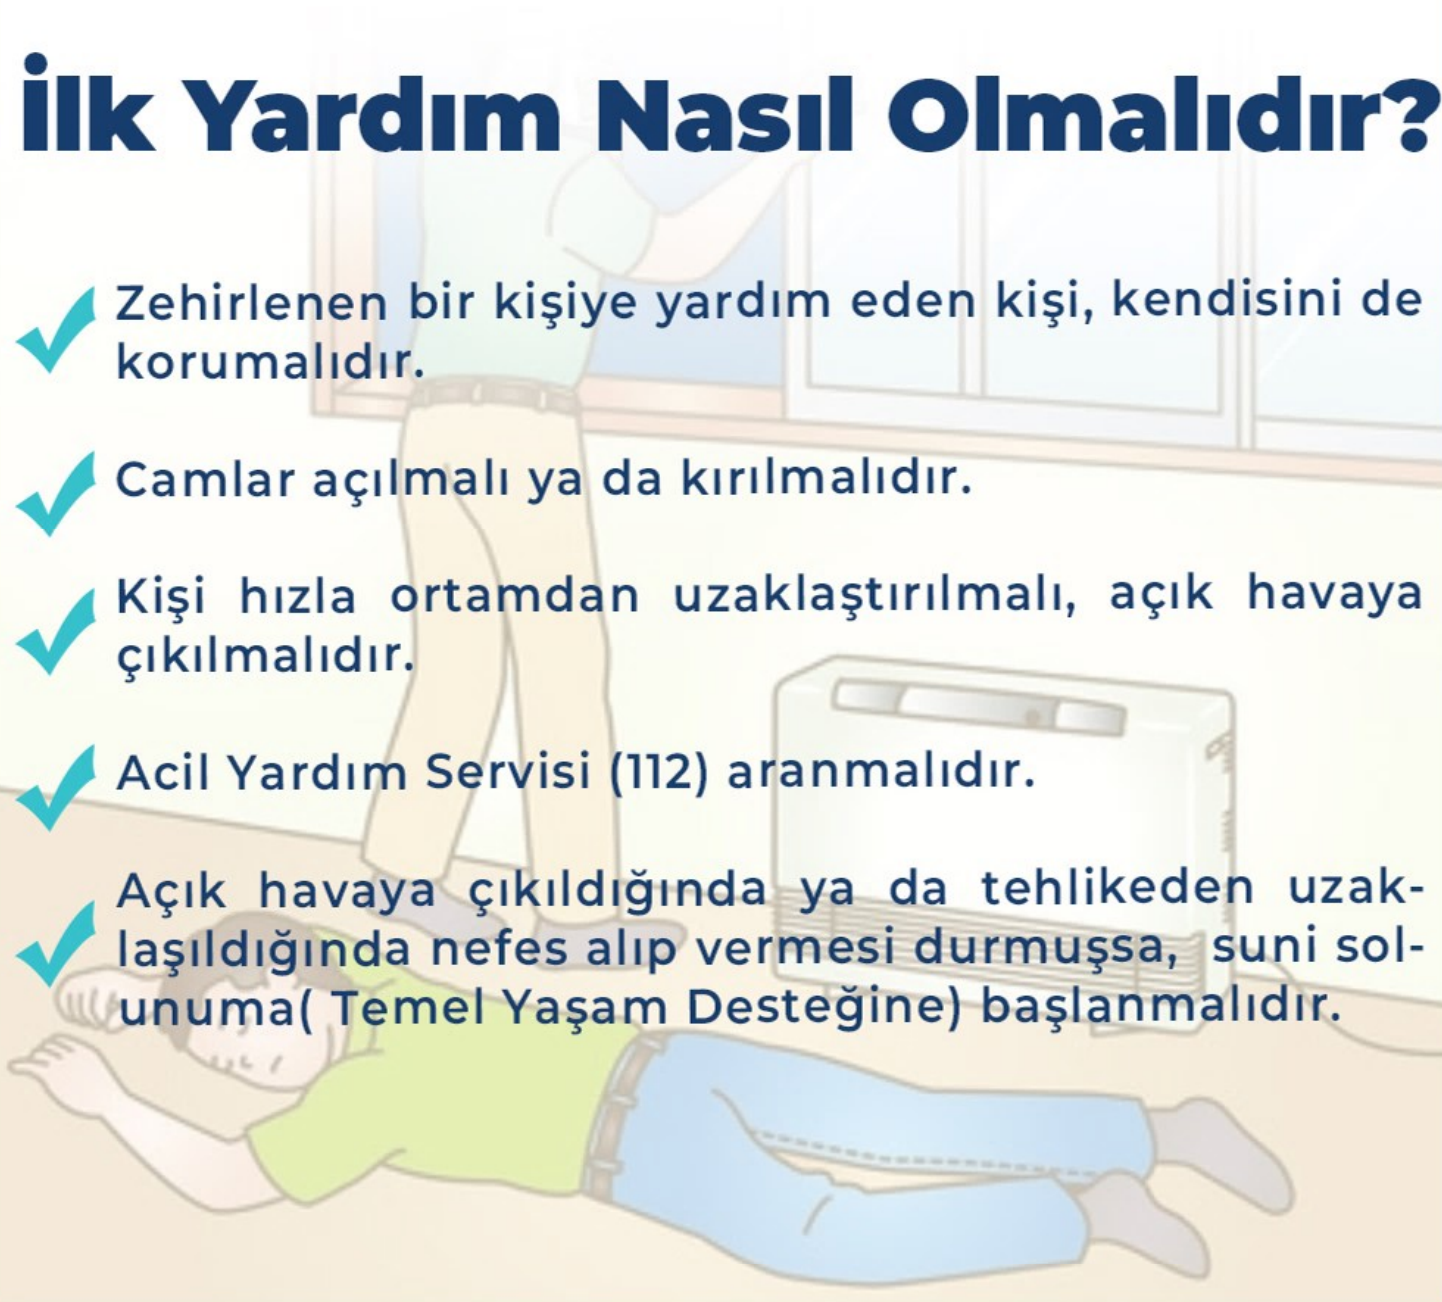 İlk Yardım Nasıl Olmalıdır?
Zehirlenen bir kişiye yardım eden kişi, kendisini de
korumalıdır.
Camlar açılmalı ya da kırılmalıdır.
Kişi hızla ortamdan uzaklaştırılmalı, açık havaya
çıkılmalıdır.
Acil Yardım Servisi (112) aranmalıdır.
Açık havaya çıkıldığında ya da tehlikeden uzak-
laşıldığında nefes alıp vermesi durmuşsa, suni sol-
unuma( Temel Yaşam Desteğine) başlanmalıdır.